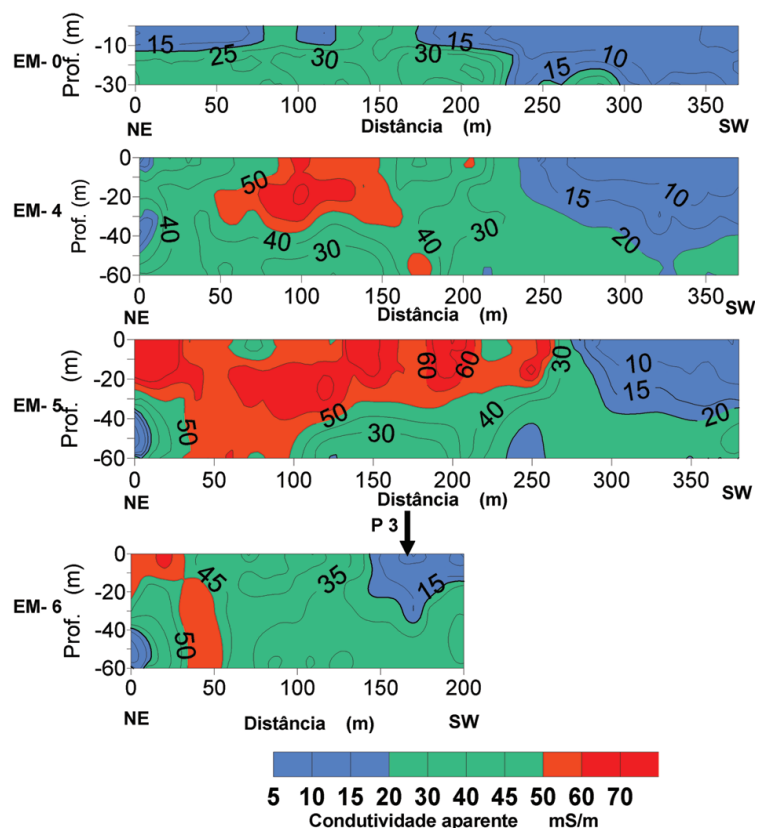 EM- 0
Prof. (m)
-10
-30
15 25 30 30 15 15 10
0 50 100 150 200 250 300 350
NE Distância (m) SW
EM- 4
Prof. (m)
0
-20
-40
-60
50 40 40 30 40 30 15 10 20
0 50 100 150 200 250 300 350
NE Distância (m) SW
EM- 5
Prof. (m)
0
-20
-40
-60
50 50 30 60 60 40 30 10 15 20
0 50 100 150 200 250 300 350
NE Distância (m) SW
P 3
EM- 6
Prof. (m)
0
-20
-40
-60
45 50 35 15
0 50 100 150 200
NE Distância (m) SW
5 10 15 20 30 40 45 50 60 70
Condutividade aparente mS/m